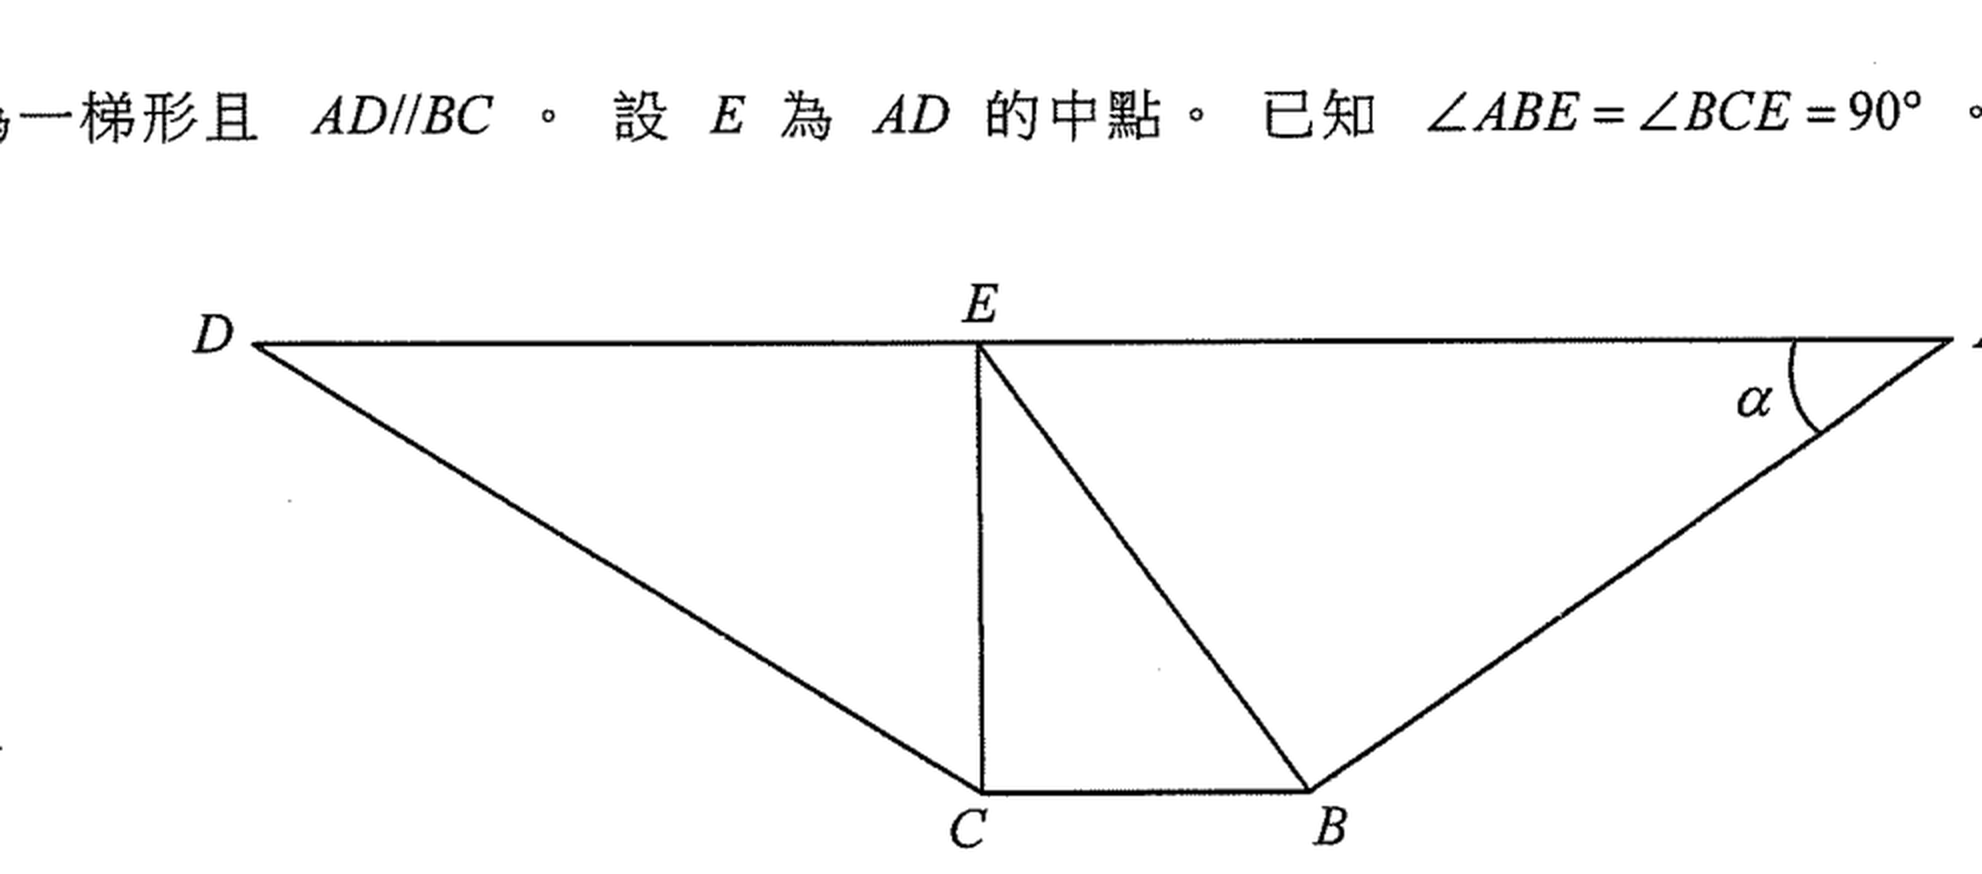 一梯形且 AD//BC 。 設 E 為 AD 的中點。 已知 ∠ABE = ∠BCE = 90° 。
E
D
α
C
B